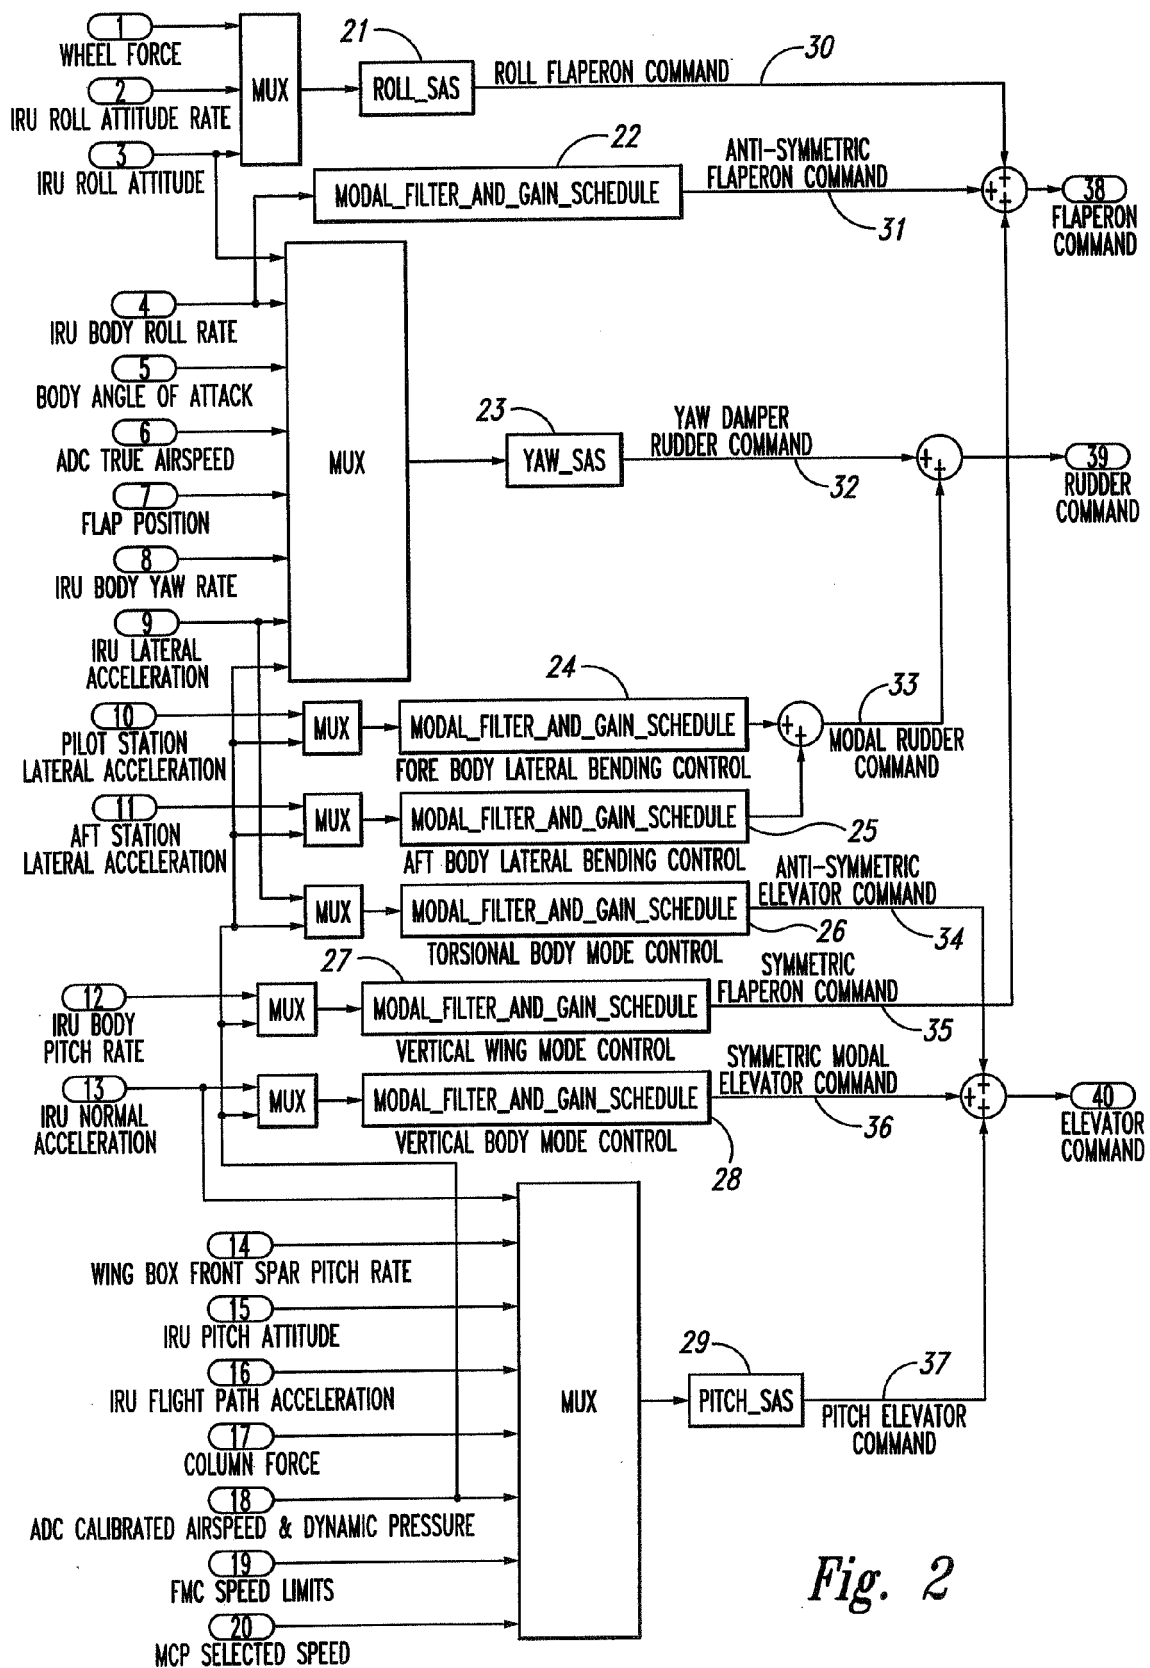 1
WHEEL FORCE
2
IRU ROLL ATTITUDE RATE
3
IRU ROLL ATTITUDE
MUX
21
ROLL_SAS
ROLL FLAPERON COMMAND
30
22
MODAL_FILTER_AND_GAIN_SCHEDULE
ANTI-SYMMETRIC
FLAPERON COMMAND
31
+
+
+
38
FLAPERON
COMMAND
4
IRU BODY ROLL RATE
5
BODY ANGLE OF ATTACK
6
ADC TRUE AIRSPEED
7
FLAP POSITION
8
IRU BODY YAW RATE
9
IRU LATERAL
ACCELERATION
MUX
23
YAW_SAS
YAW DAMPER
RUDDER COMMAND
32
+
+
39
RUDDER
COMMAND
10
PILOT STATION
LATERAL ACCELERATION
MUX
24
MODAL_FILTER_AND_GAIN_SCHEDULE
FORE BODY LATERAL BENDING CONTROL
+
+
33
MODAL RUDDER
COMMAND
11
AFT STATION
LATERAL ACCELERATION
MUX
MODAL_FILTER_AND_GAIN_SCHEDULE
25
AFT BODY LATERAL BENDING CONTROL
MUX
MODAL_FILTER_AND_GAIN_SCHEDULE
26
TORSIONAL BODY MODE CONTROL
ANTI-SYMMETRIC
ELEVATOR COMMAND
34
12
IRU BODY
PITCH RATE
MUX
27
MODAL_FILTER_AND_GAIN_SCHEDULE
VERTICAL WING MODE CONTROL
SYMMETRIC
FLAPERON COMMAND
35
13
IRU NORMAL
ACCELERATION
MUX
MODAL_FILTER_AND_GAIN_SCHEDULE
28
VERTICAL BODY MODE CONTROL
SYMMETRIC MODAL
ELEVATOR COMMAND
36
+
+
+
40
ELEVATOR
COMMAND
14
WING BOX FRONT SPAR PITCH RATE
15
IRU PITCH ATTITUDE
16
IRU FLIGHT PATH ACCELERATION
17
COLUMN FORCE
18
ADC CALIBRATED AIRSPEED & DYNAMIC PRESSURE
19
FMC SPEED LIMITS
20
MCP SELECTED SPEED
MUX
29
PITCH_SAS
37
PITCH ELEVATOR
COMMAND
Fig. 2